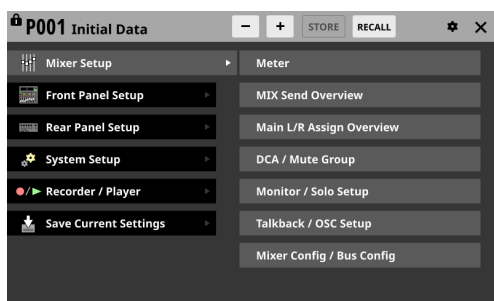 P001 Initial Data
− + STORE RECALL
Mixer Setup
Front Panel Setup
Rear Panel Setup
System Setup
Recorder / Player
Save Current Settings
Meter
MIX Send Overview
Main L/R Assign Overview
DCA / Mute Group
Monitor / Solo Setup
Talkback / OSC Setup
Mixer Config / Bus Config